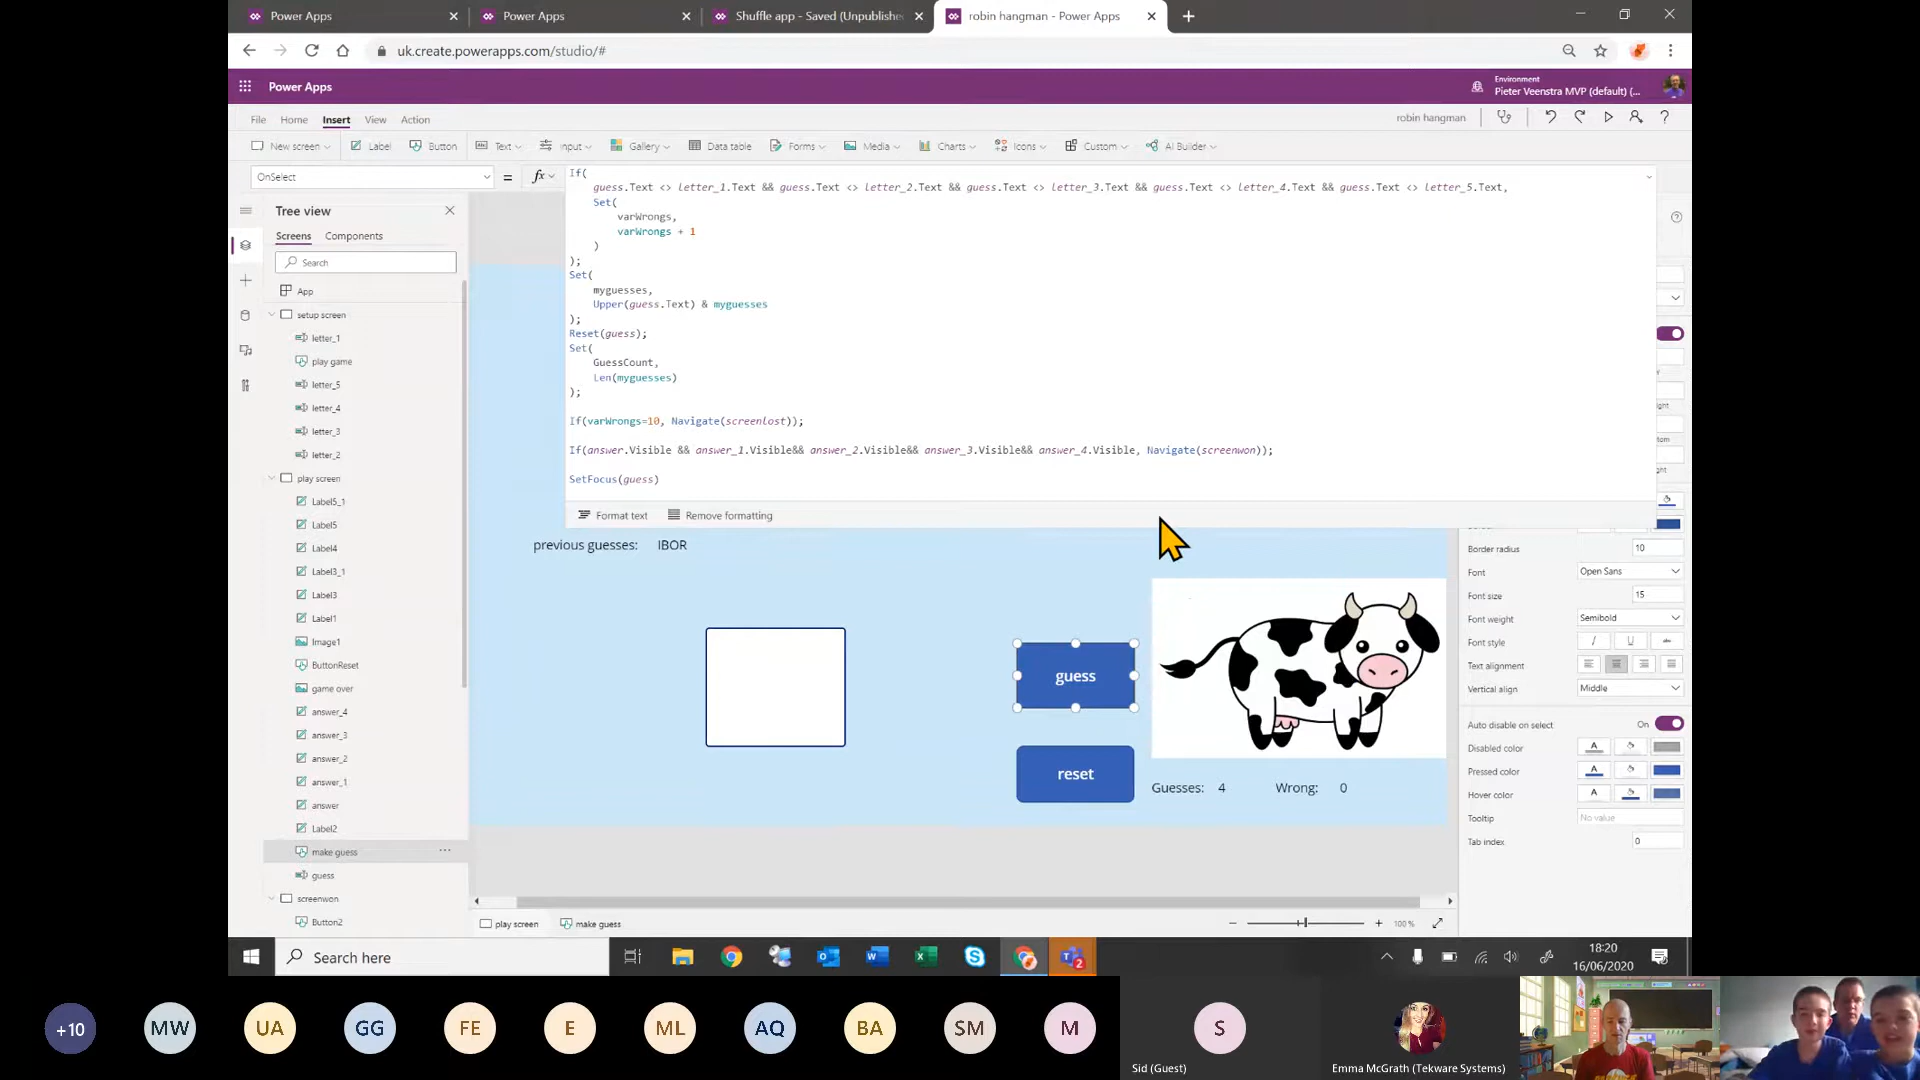 Power Apps
Power Apps
Shuffle app - Saved (Unpublishe
robin hangman - Power Apps
uk.create.powerapps.com/studio/#
Power Apps
Environment
Pieter Veenstra MVP (default) (...
File Home Insert View Action
robin hangman
New screen Label Button Text Input Gallery Data table Forms Media Charts Icons Custom AI Builder
OnSelect = fx
If(
guess.Text <> letter_1.Text && guess.Text <> letter_2.Text && guess.Text <> letter_3.Text && guess.Text <> letter_4.Text && guess.Text <> letter_5.Text,
Set(
varWrongs,
varWrongs + 1
)
);
Set(
myguesses,
Upper(guess.Text) & myguesses
);
Reset(guess);
Set(
GuessCount,
Len(myguesses)
);
If(varWrongs=10, Navigate(screenlost));
If(answer.Visible && answer_1.Visible&& answer_2.Visible&& answer_3.Visible&& answer_4.Visible, Navigate(screenwon));
SetFocus(guess)
Format text Remove formatting
Tree view
Screens Components
Search
App
setup screen
letter_1
play game
letter_5
letter_4
letter_3
letter_2
play screen
Label5_1
Label5
Label4
Label3_1
Label3
Label1
Image1
ButtonReset
game over
answer_4
answer_3
answer_2
answer_1
answer
Label2
make guess ...
guess
screenwon
Button2
previous guesses: IBOR
guess
reset
Guesses: 4 Wrong: 0
Border radius 10
Font Open Sans
Font size 15
Font weight Semibold
Font style
Text alignment
Vertical align Middle
Auto disable on select On
Disabled color
Pressed color
Hover color
Tooltip No value
Tab index 0
play screen make guess
100 %
Search here
18:20
16/06/2020
+10 MW UA GG FE E ML AQ BA SM M S
Sid (Guest)
Emma McGrath (Tekware Systems)